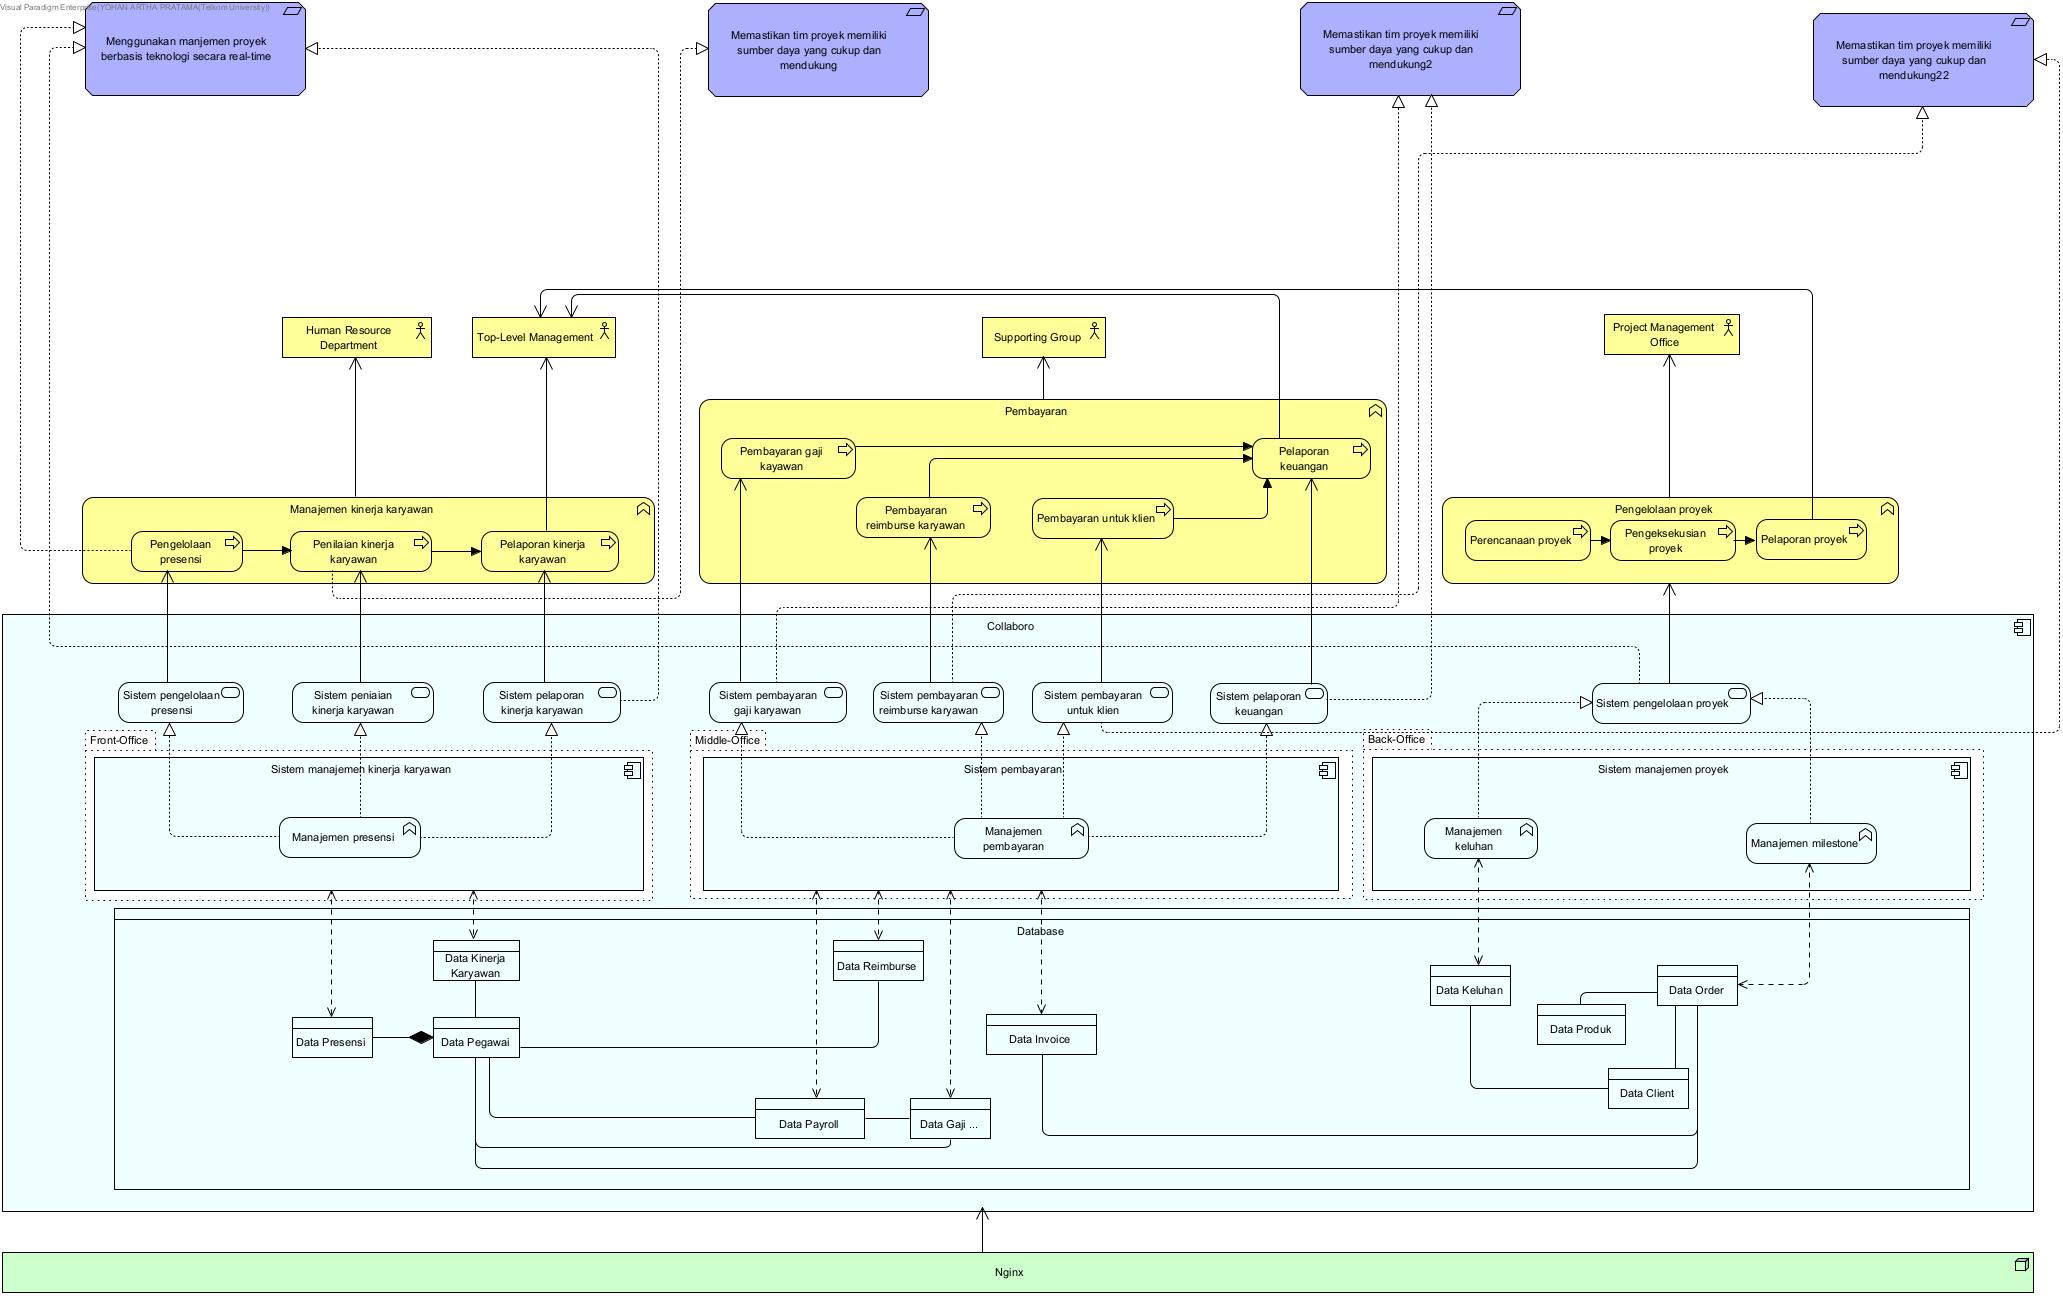 Visual Paradigm Enterprise(YOHAN ARTHA PRATAMA(Telkom University))
Menggunakan manjemen proyek
berbasis teknologi secara real-time
Memastikan tim proyek memiliki
sumber daya yang cukup dan
mendukung
Memastikan tim proyek memiliki
sumber daya yang cukup dan
mendukung2
Memastikan tim proyek memiliki
sumber daya yang cukup dan
mendukung22
Human Resource
Department
Top-Level Management
Supporting Group
Project Management
Office
Pembayaran
Pembayaran gaji
kayawan
Pelaporan
keuangan
Pembayaran
reimburse karyawan
Pembayaran untuk klien
Manajemen kinerja karyawan
Pengelolaan
presensi
Penilaian kinerja
karyawan
Pelaporan kinerja
karyawan
Pengelolaan proyek
Perencanaan proyek
Pengeksekusian
proyek
Pelaporan proyek
Collaboro
Sistem pengelolaan
presensi
Sistem peniaian
kinerja karyawan
Sistem pelaporan
kinerja karyawan
Sistem pembayaran
gaji karyawan
Sistem pembayaran
reimburse karyawan
Sistem pembayaran
untuk klien
Sistem pelaporan
keuangan
Sistem pengelolaan proyek
Front-Office
Middle-Office
Back-Office
Sistem manajemen kinerja karyawan
Sistem pembayaran
Sistem manajemen proyek
Manajemen presensi
Manajemen
pembayaran
Manajemen
keluhan
Manajemen milestone
Database
Data Kinerja
Karyawan
Data Reimburse
Data Keluhan
Data Order
Data Presensi
Data Pegawai
Data Invoice
Data Produk
Data Client
Data Payroll
Data Gaji ...
Nginx